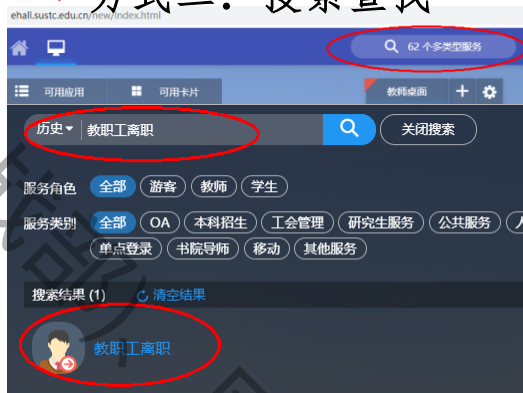 方式二：搜索查找
ehall.sustc.edu.cn/new/index.html
62 个多类型服务
可用应用 可用卡片 教师桌面
历史 教职工离职 关闭搜索
服务角色 全部 游客 教师 学生
服务类别 全部 OA 本科招生 工会管理 研究生服务 公共服务
单点登录 书院导师 移动 其他服务
搜索结果 (1) 清空结果
教职工离职